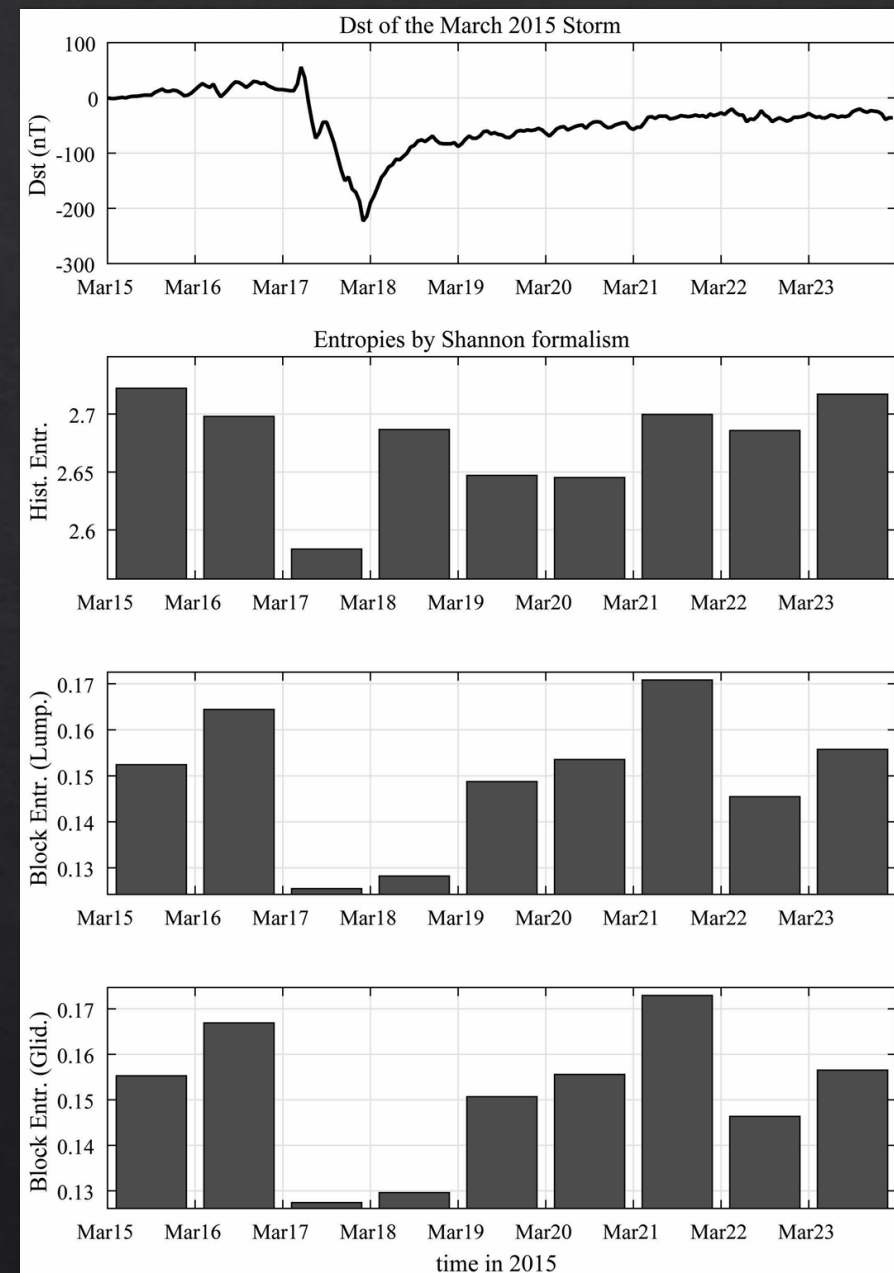 Dst of the March 2015 Storm
Dst (nT)
100
0
-100
-200
-300
Mar15 Mar16 Mar17 Mar18 Mar19 Mar20 Mar21 Mar22 Mar23
Entropies by Shannon formalism
Hist. Entr.
2.7
2.65
2.6
Mar15 Mar16 Mar17 Mar18 Mar19 Mar20 Mar21 Mar22 Mar23
Block Entr. (Lump.)
0.17
0.16
0.15
0.14
0.13
Mar15 Mar16 Mar17 Mar18 Mar19 Mar20 Mar21 Mar22 Mar23
Block Entr. (Glid.)
0.17
0.16
0.15
0.14
0.13
Mar15 Mar16 Mar17 Mar18 Mar19 Mar20 Mar21 Mar22 Mar23
time in 2015